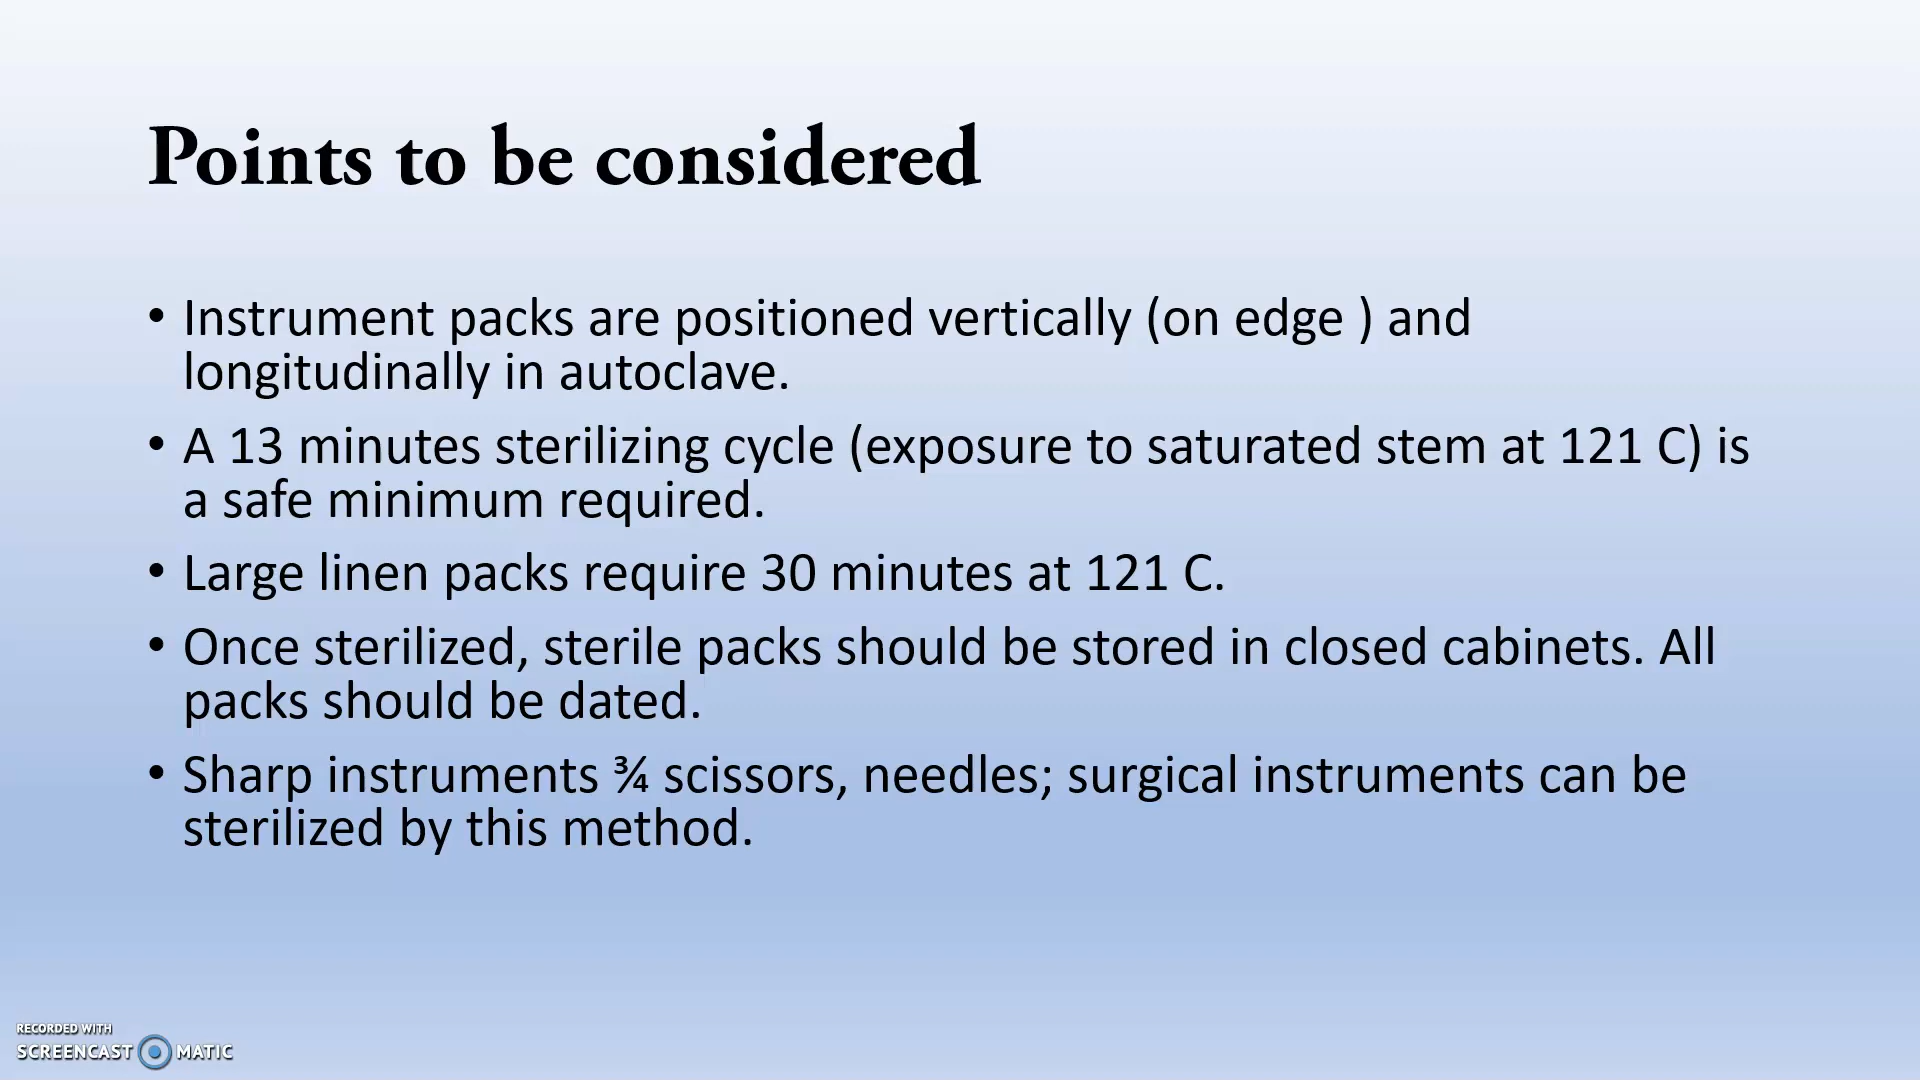 Points to be considered
• Instrument packs are positioned vertically (on edge ) and
longitudinally in autoclave.
• A 13 minutes sterilizing cycle (exposure to saturated stem at 121 C) is
a safe minimum required.
• Large linen packs require 30 minutes at 121 C.
• Once sterilized, sterile packs should be stored in closed cabinets. All
packs should be dated.
• Sharp instruments ¾ scissors, needles; surgical instruments can be
sterilized by this method.
RECORDED WITH
SCREENCAST MATIC